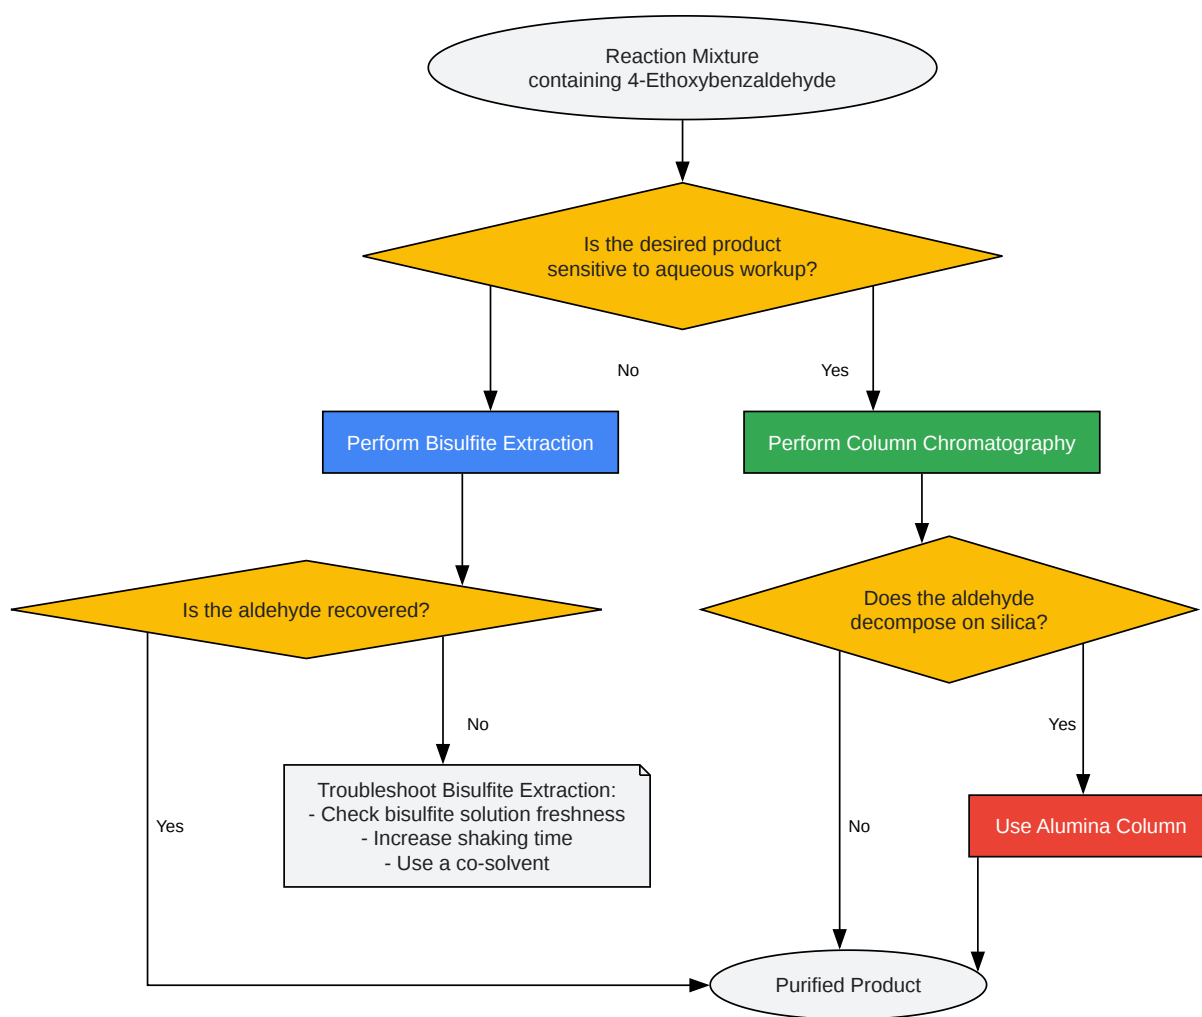 Reaction Mixture
containing 4-Ethoxybenzaldehyde
Is the desired product
sensitive to aqueous workup?
No
Yes
Perform Bisulfite Extraction
Perform Column Chromatography
Is the aldehyde recovered?
Does the aldehyde
decompose on silica?
No
Yes
Troubleshoot Bisulfite Extraction:
- Check bisulfite solution freshness
- Increase shaking time
- Use a co-solvent
Yes
No
Use Alumina Column
Purified Product